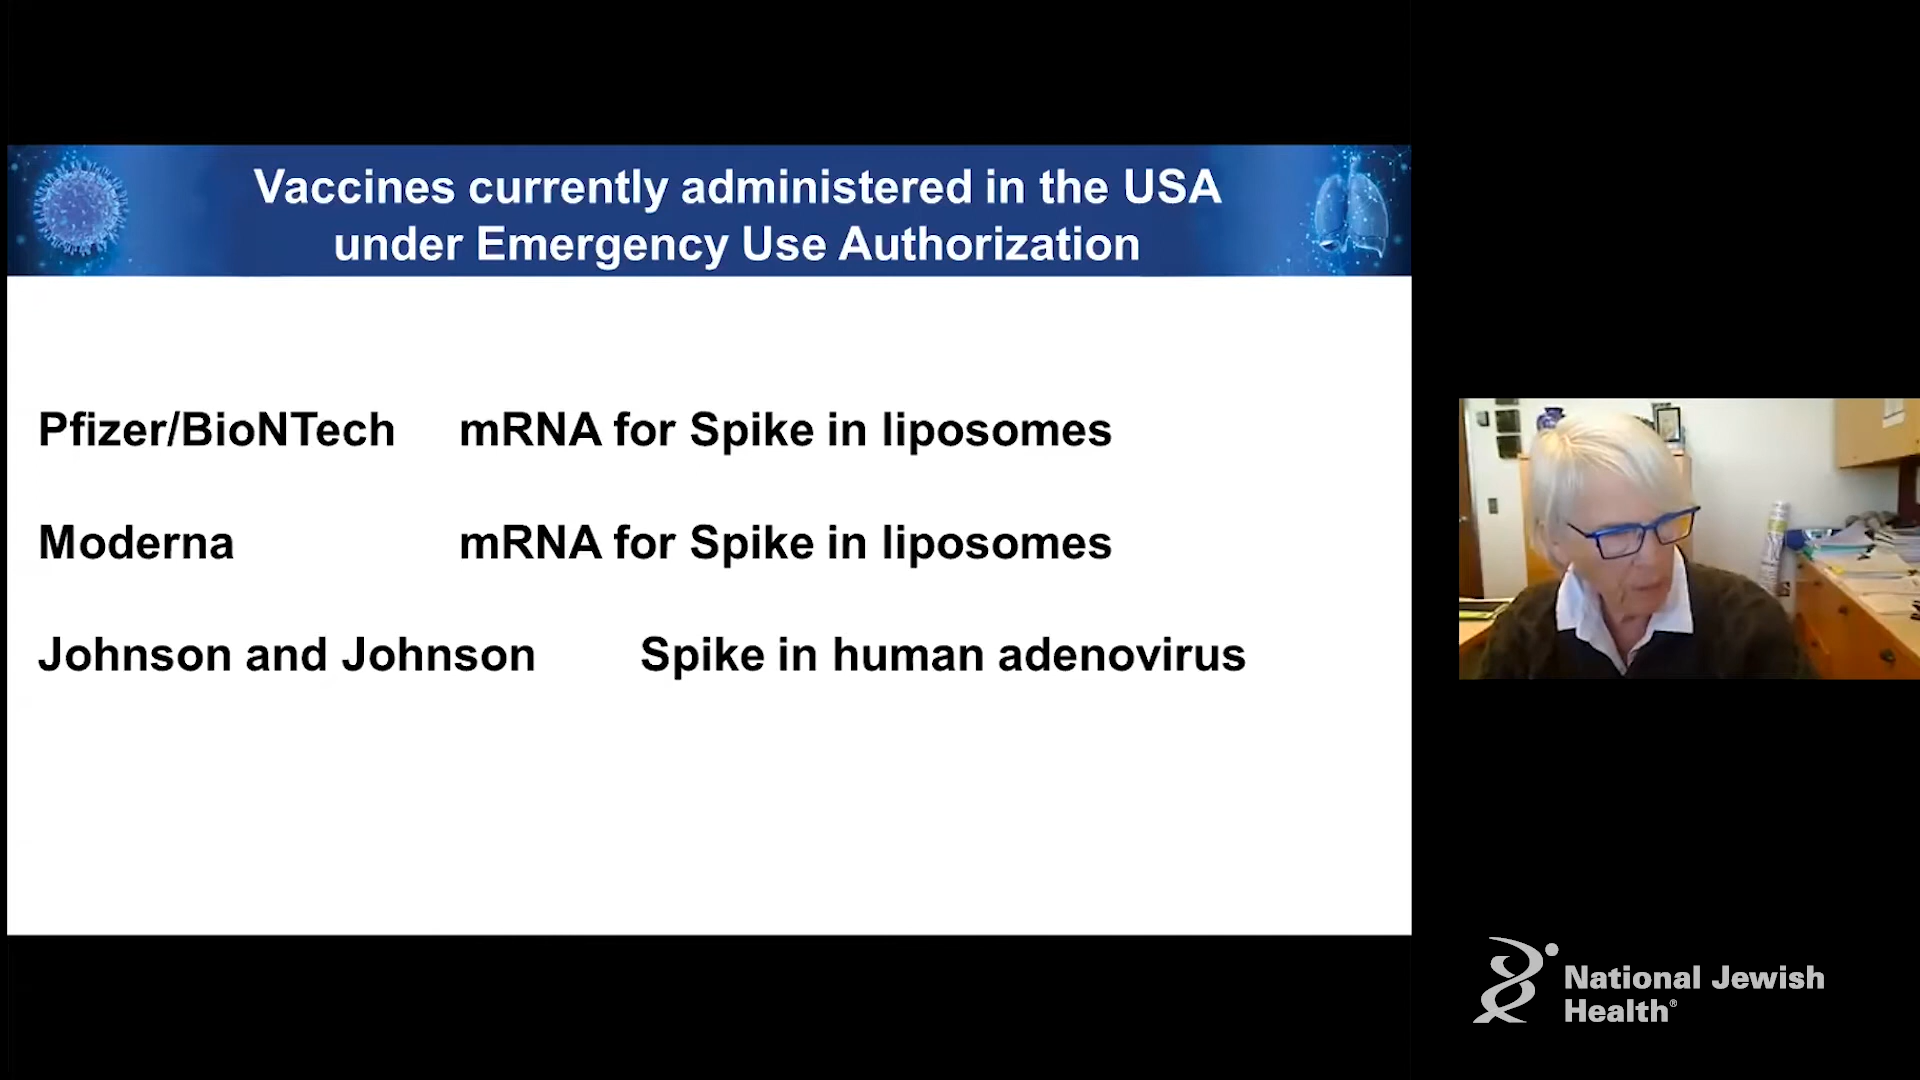 Vaccines currently administered in the USA
under Emergency Use Authorization
Pfizer/BioNTech mRNA for Spike in liposomes
Moderna mRNA for Spike in liposomes
Johnson and Johnson Spike in human adenovirus
National Jewish
Health®